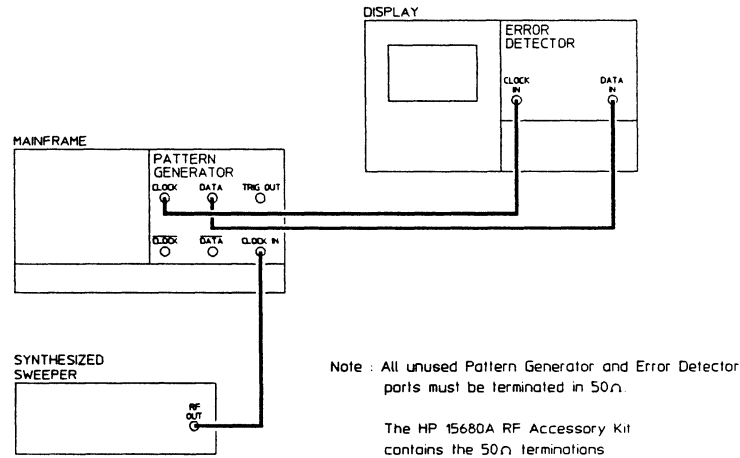 DISPLAY
ERROR
DETECTOR
CLOCK
IN
DATA
IN
MAINFRAME
PATTERN
GENERATOR
CLOCK
DATA
TRIG OUT
CLOCK
DATA
CLOCK IN
SYNTHESIZED
SWEEPER
RF
OUT
Note : All unused Pattern Generator and Error Detector
ports must be terminated in 50Ω.
The HP 15680A RF Accessory Kit
contains the 50Ω terminations